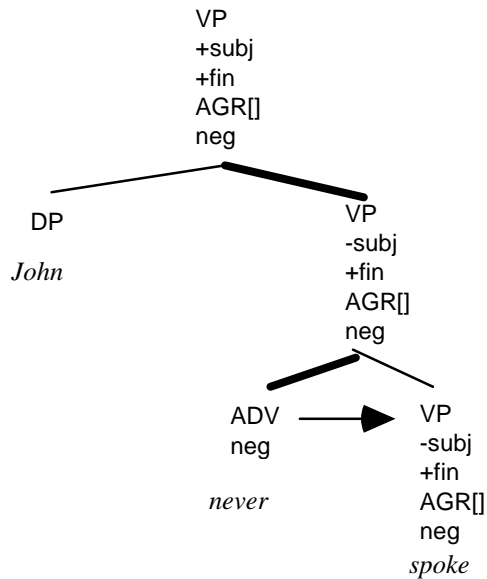 VP
+subj
+fin
AGR[]
neg
DP
John
VP
-subj
+fin
AGR[]
neg
ADV
neg
never
VP
-subj
+fin
AGR[]
neg
spoke